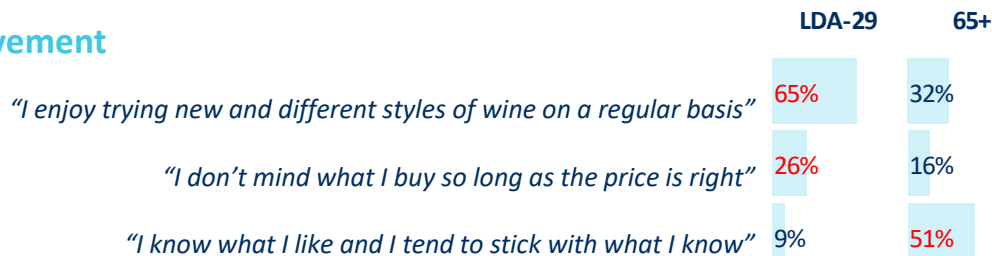 LDA-29 65+
vement
“I enjoy trying new and different styles of wine on a regular basis” 65% 32%
“I don’t mind what I buy so long as the price is right” 26% 16%
“I know what I like and I tend to stick with what I know” 9% 51%